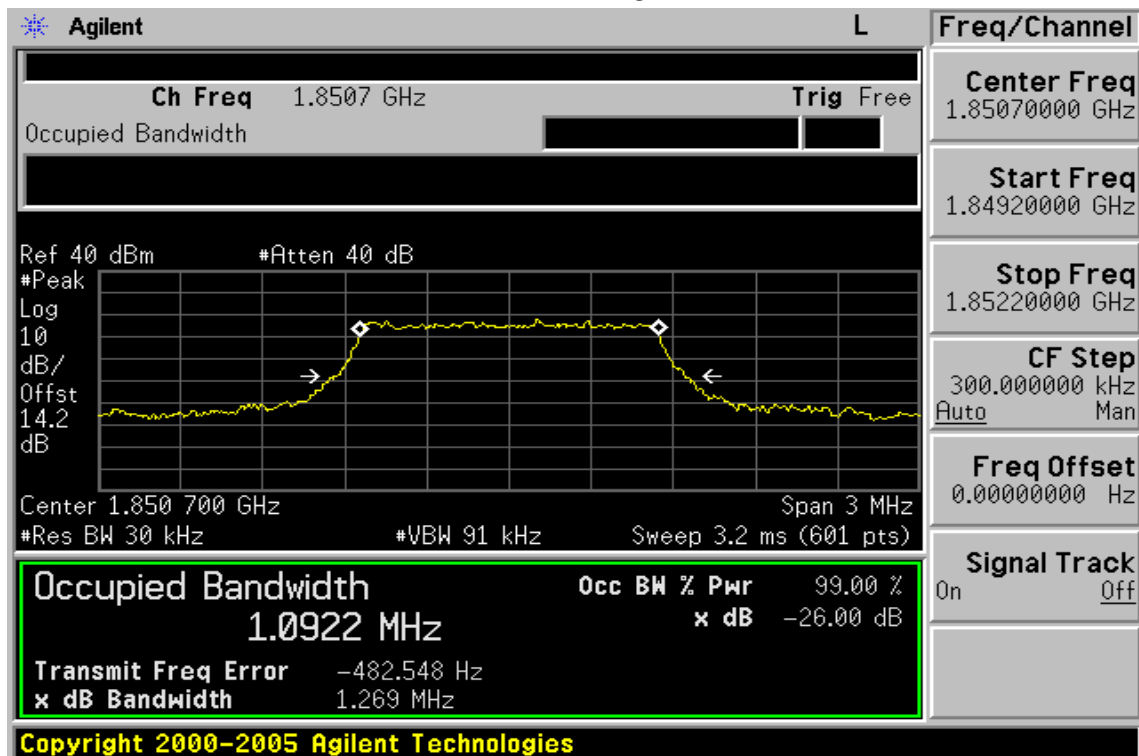 Agilent L Freq/Channel
Ch Freq 1.8507 GHz Trig Free
Occupied Bandwidth
Center Freq
1.85070000 GHz
Start Freq
1.84920000 GHz
Stop Freq
1.85220000 GHz
CF Step
300.000000 kHz
Auto Man
Freq Offset
0.00000000 Hz
Signal Track
On Off
Ref 40 dBm #Atten 40 dB
#Peak
Log
10
dB/
Offst
14.2
dB
Center 1.850 700 GHz Span 3 MHz
#Res BW 30 kHz #VBW 91 kHz Sweep 3.2 ms (601 pts)
Occupied Bandwidth Occ BW % Pwr 99.00 %
1.0922 MHz x dB -26.00 dB
Transmit Freq Error -482.548 Hz
x dB Bandwidth 1.269 MHz
Copyright 2000-2005 Agilent Technologies